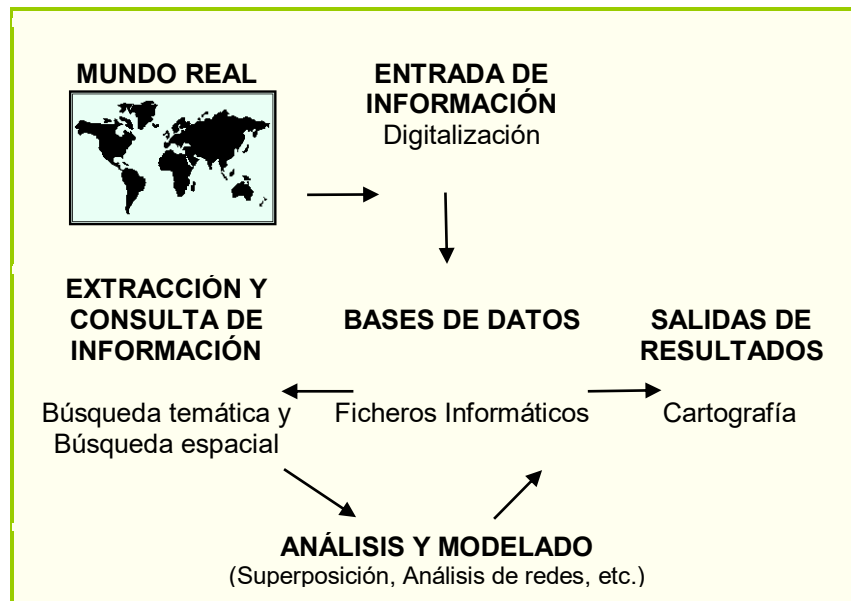 MUNDO REAL
ENTRADA DE
INFORMACIÓN
Digitalización
EXTRACCIÓN Y
CONSULTA DE
INFORMACIÓN
BASES DE DATOS
SALIDAS DE
RESULTADOS
Búsqueda temática y
Búsqueda espacial
Ficheros Informáticos
Cartografía
ANÁLISIS Y MODELADO
(Superposición, Análisis de redes, etc.)